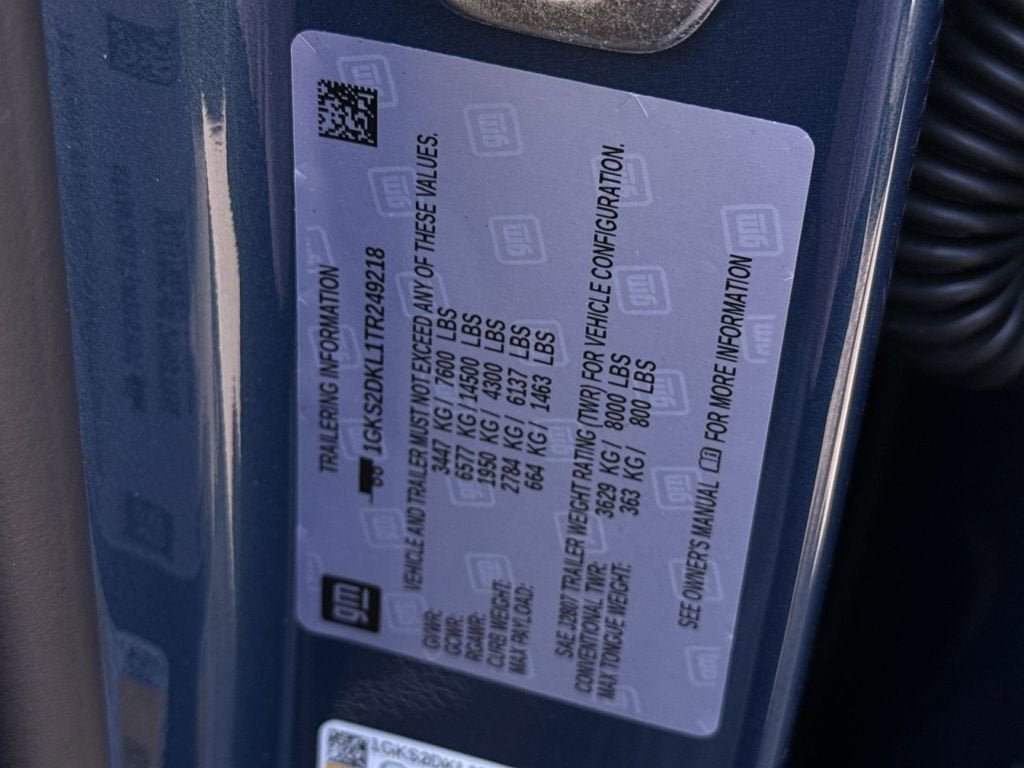 gm
TRAILERING INFORMATION
1GKS2DKL1TR249218
VEHICLE AND TRAILER MUST NOT EXCEED ANY OF THESE VALUES.
GVWR: 3447 KG / 7600 LBS
GCWR: 6577 KG / 14500 LBS
RGAWR: 1950 KG / 4300 LBS
CURB WEIGHT: 2784 KG / 6137 LBS
MAX PAYLOAD: 664 KG / 1463 LBS
SAE J2807 TRAILER WEIGHT RATING (TWR) FOR VEHICLE CONFIGURATION.
CONVENTIONAL TWR: 3629 KG / 8000 LBS
MAX TONGUE WEIGHT: 363 KG / 800 LBS
SEE OWNER'S MANUAL FOR MORE INFORMATION
1GKS2DKL